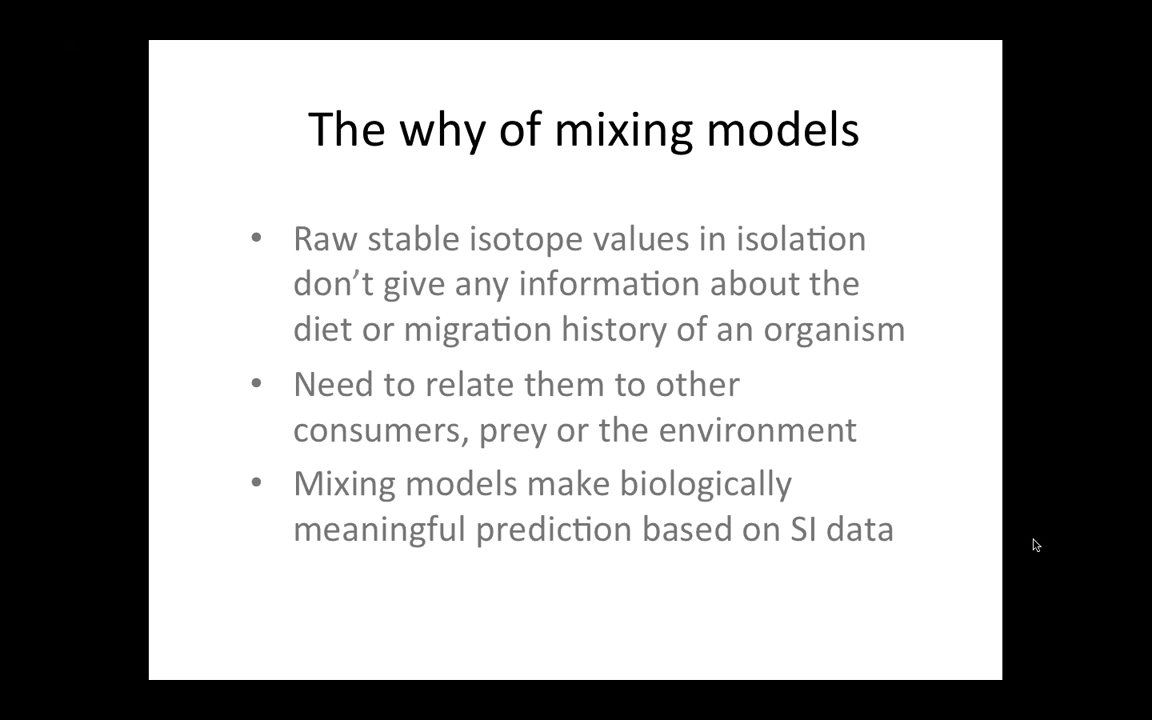 The why of mixing models
• Raw stable isotope values in isolation
don’t give any information about the
diet or migration history of an organism
• Need to relate them to other
consumers, prey or the environment
• Mixing models make biologically
meaningful prediction based on SI data